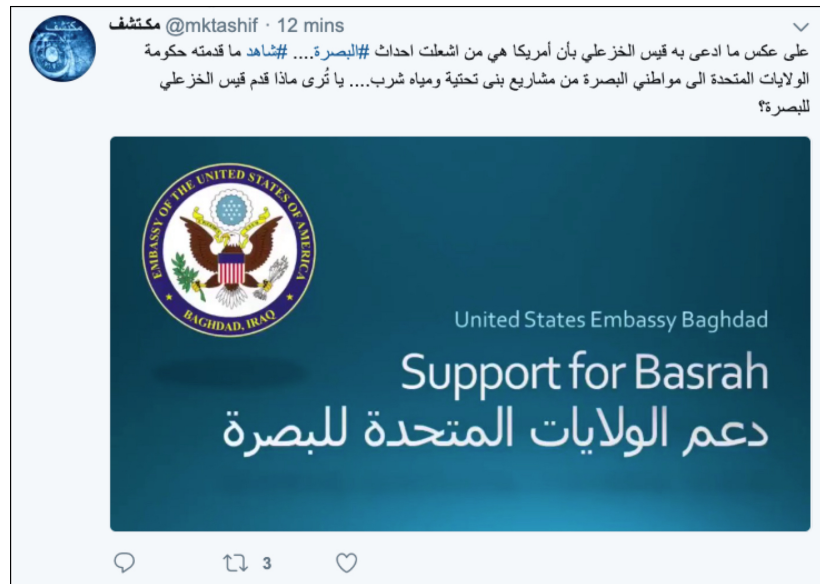 مكتشف @mktashif · 12 mins
على عكس ما ادعى به قيس الخزعلي بأن أمريكا هي من اشعلت احداث #البصرة.... #شاهد ما قدمته حكومة
الولايات المتحدة الى مواطني البصرة من مشاريع بنى تحتية ومياه شرب.... يا تُرى ماذا قدم قيس الخزعلي
للبصرة؟
مكتشف
EMBASSY OF THE UNITED STATES OF AMERICA
BAGHDAD, IRAQ
United States Embassy Baghdad
Support for Basrah
دعم الولايات المتحدة للبصرة
3